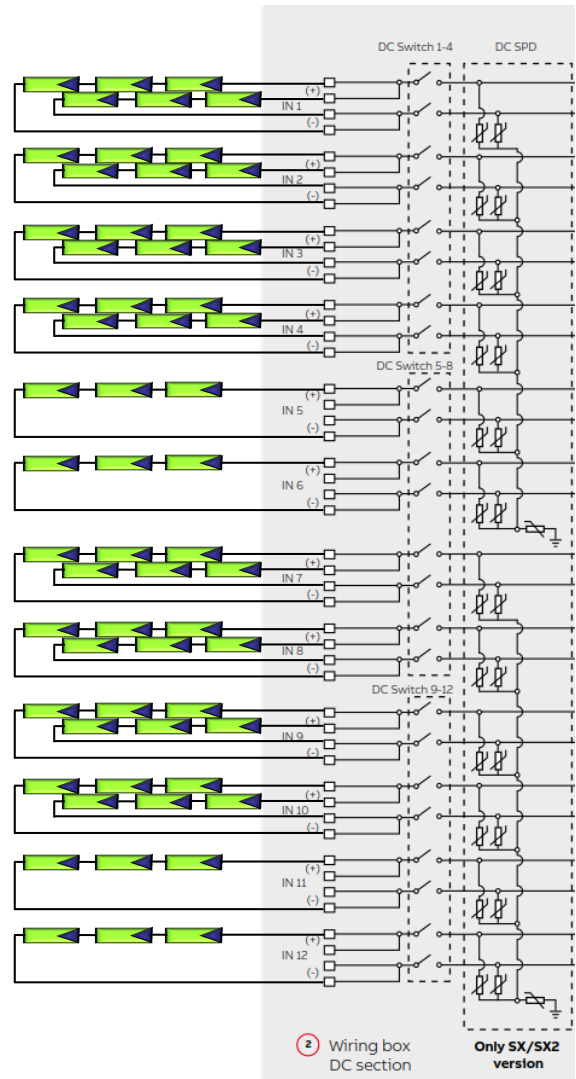 DC Switch 1-4
DC SPD
(+)
IN 1
(-)
(+)
IN 2
(-)
(+)
IN 3
(-)
(+)
IN 4
(-)
DC Switch 5-8
(+)
IN 5
(-)
(+)
IN 6
(-)
(+)
IN 7
(-)
(+)
IN 8
(-)
DC Switch 9-12
(+)
IN 9
(-)
(+)
IN 10
(-)
(+)
IN 11
(-)
(+)
IN 12
(-)
2 Wiring box
DC section
Only SX/SX2
version